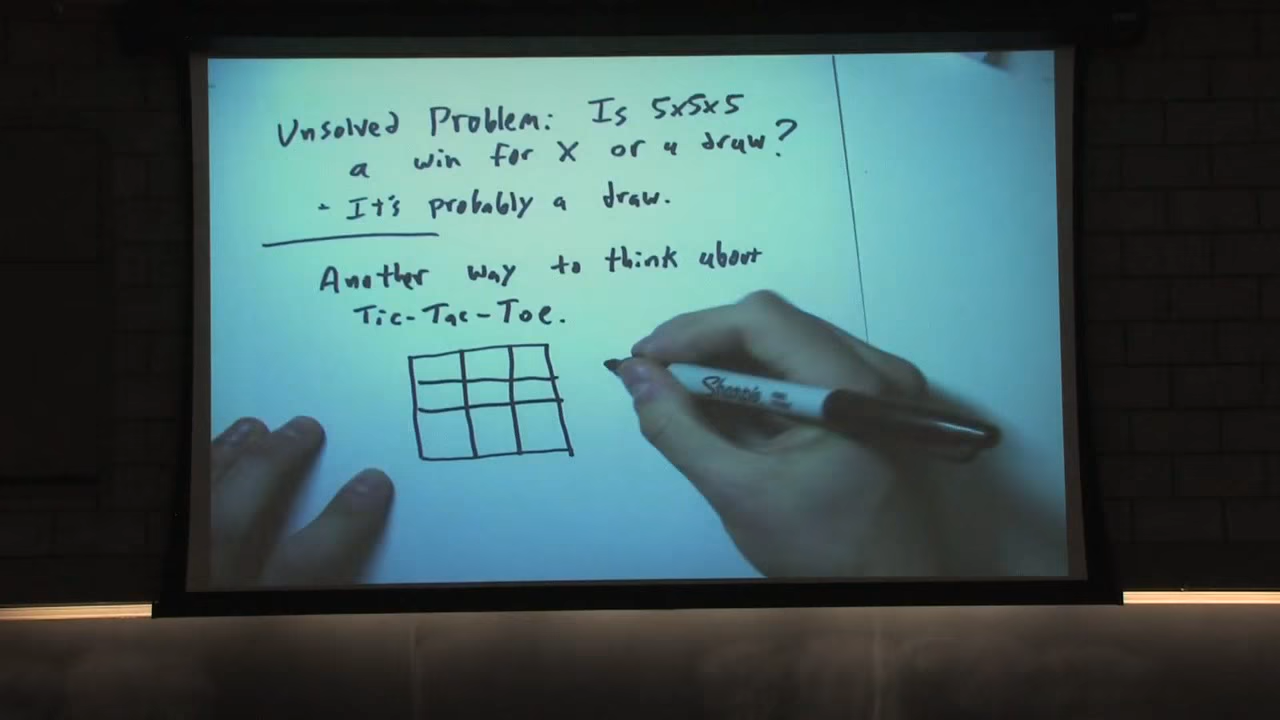 Unsolved Problem: Is 5x5x5
a win for X or a draw?
- It's probably a draw.
Another way to think about
Tic-Tac-Toe.
Sharpie